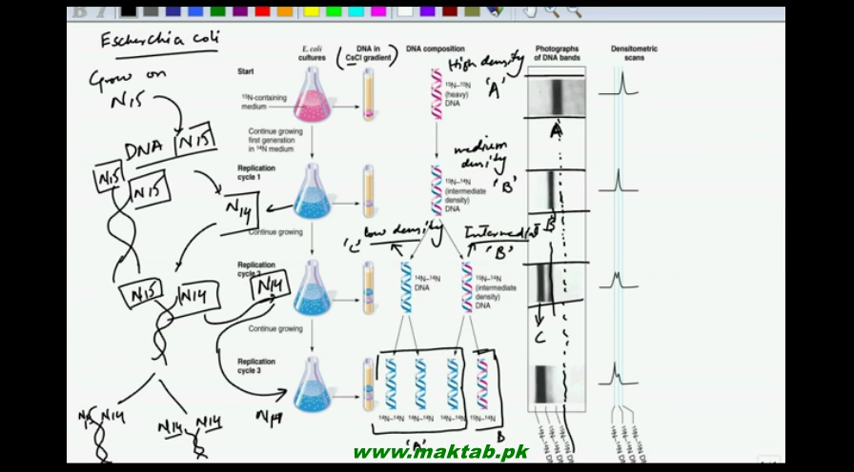 Escherchia coli
Grow on
N15
DNA N15
N15
N15
N14
N15
N14
N14
N15 N14
N14 N14
N14
E. coli
cultures
DNA in
CsCl gradient
DNA composition
Photographs
of DNA bands
Densitometric
scans
Start
15N-containing
medium
15N–15N
(heavy)
DNA
High density
'A'
A
Continue growing
first generation
in 14N medium
Replication
cycle 1
15N–14N
(intermediate
density)
DNA
medium
density
'B'
B
Continue growing
'C' Low density
Intermediat
'B'
Replication
cycle 2
14N–14N
DNA
15N–14N
(intermediate
density)
DNA
C
Continue growing
Replication
cycle 3
14N–14N 14N–14N 14N–14N 15N–14N
'A'
B
www.maktab.pk